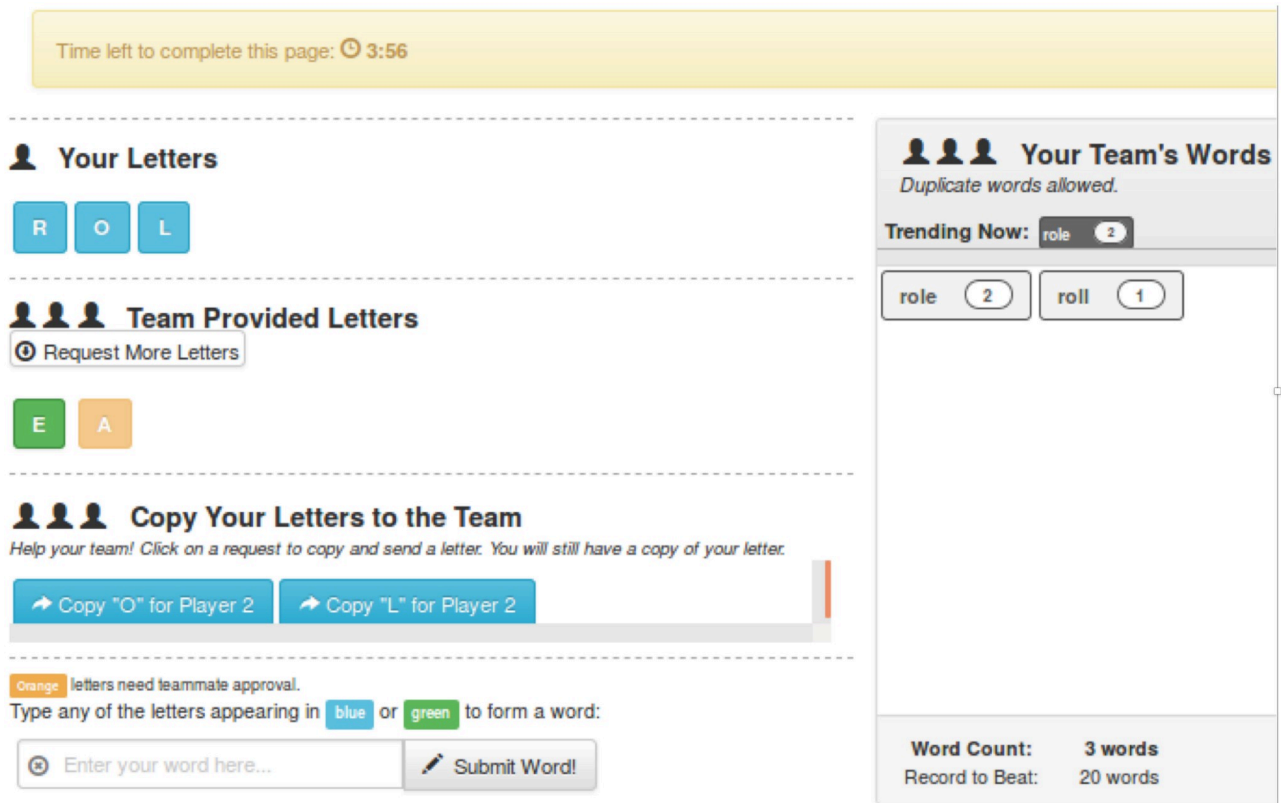 Time left to complete this page: 3:56
Your Letters
R O L
Team Provided Letters
Request More Letters
E A
Copy Your Letters to the Team
Help your team! Click on a request to copy and send a letter. You will still have a copy of your letter.
Copy "O" for Player 2 Copy "L" for Player 2
Orange letters need teammate approval.
Type any of the letters appearing in blue or green to form a word:
Enter your word here... Submit Word!
Your Team's Words
Duplicate words allowed.
Trending Now: role 2
role 2 roll 1
Word Count: 3 words
Record to Beat: 20 words